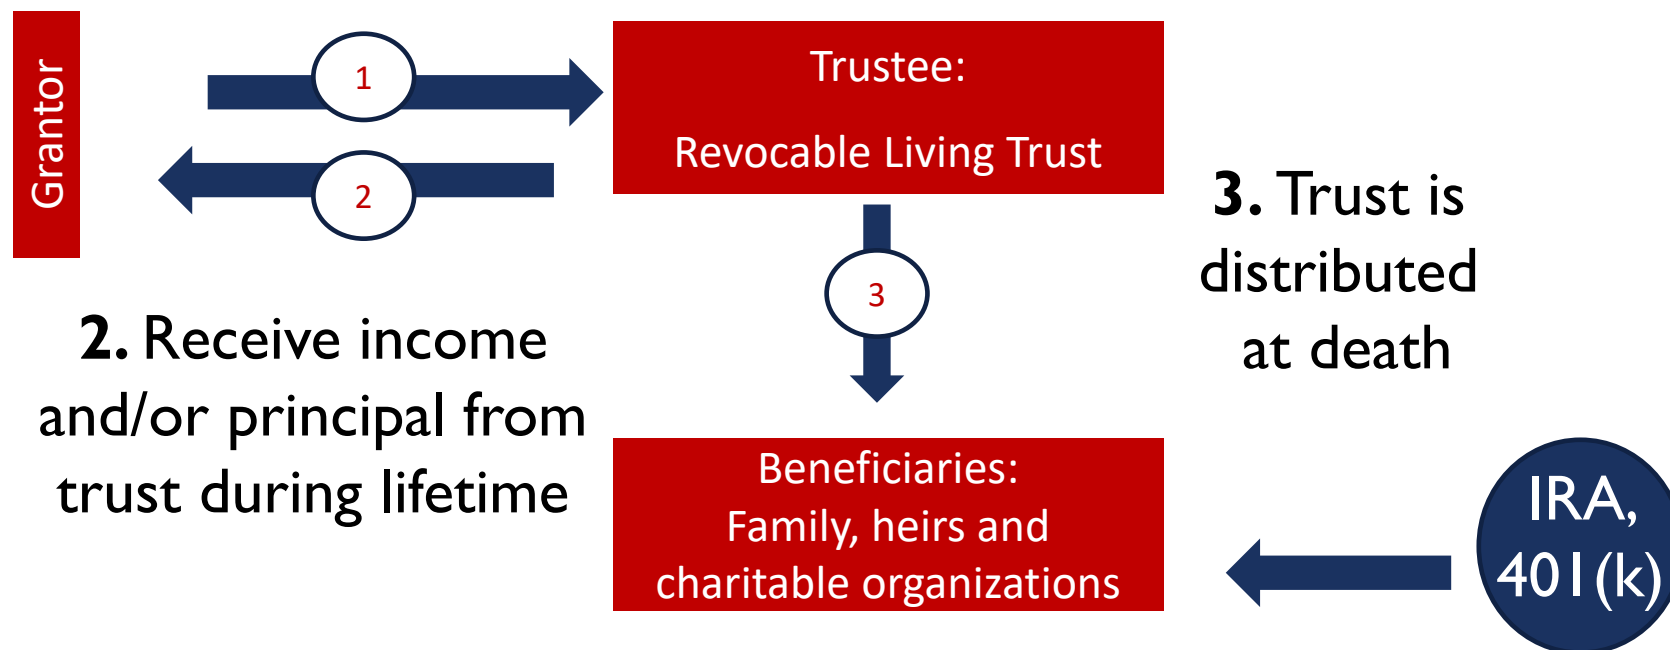 Grantor
1
2
Trustee:
Revocable Living Trust
3. Trust is
distributed
at death
3
2. Receive income
and/or principal from
trust during lifetime
Beneficiaries:
Family, heirs and
charitable organizations
IRA,
401(k)